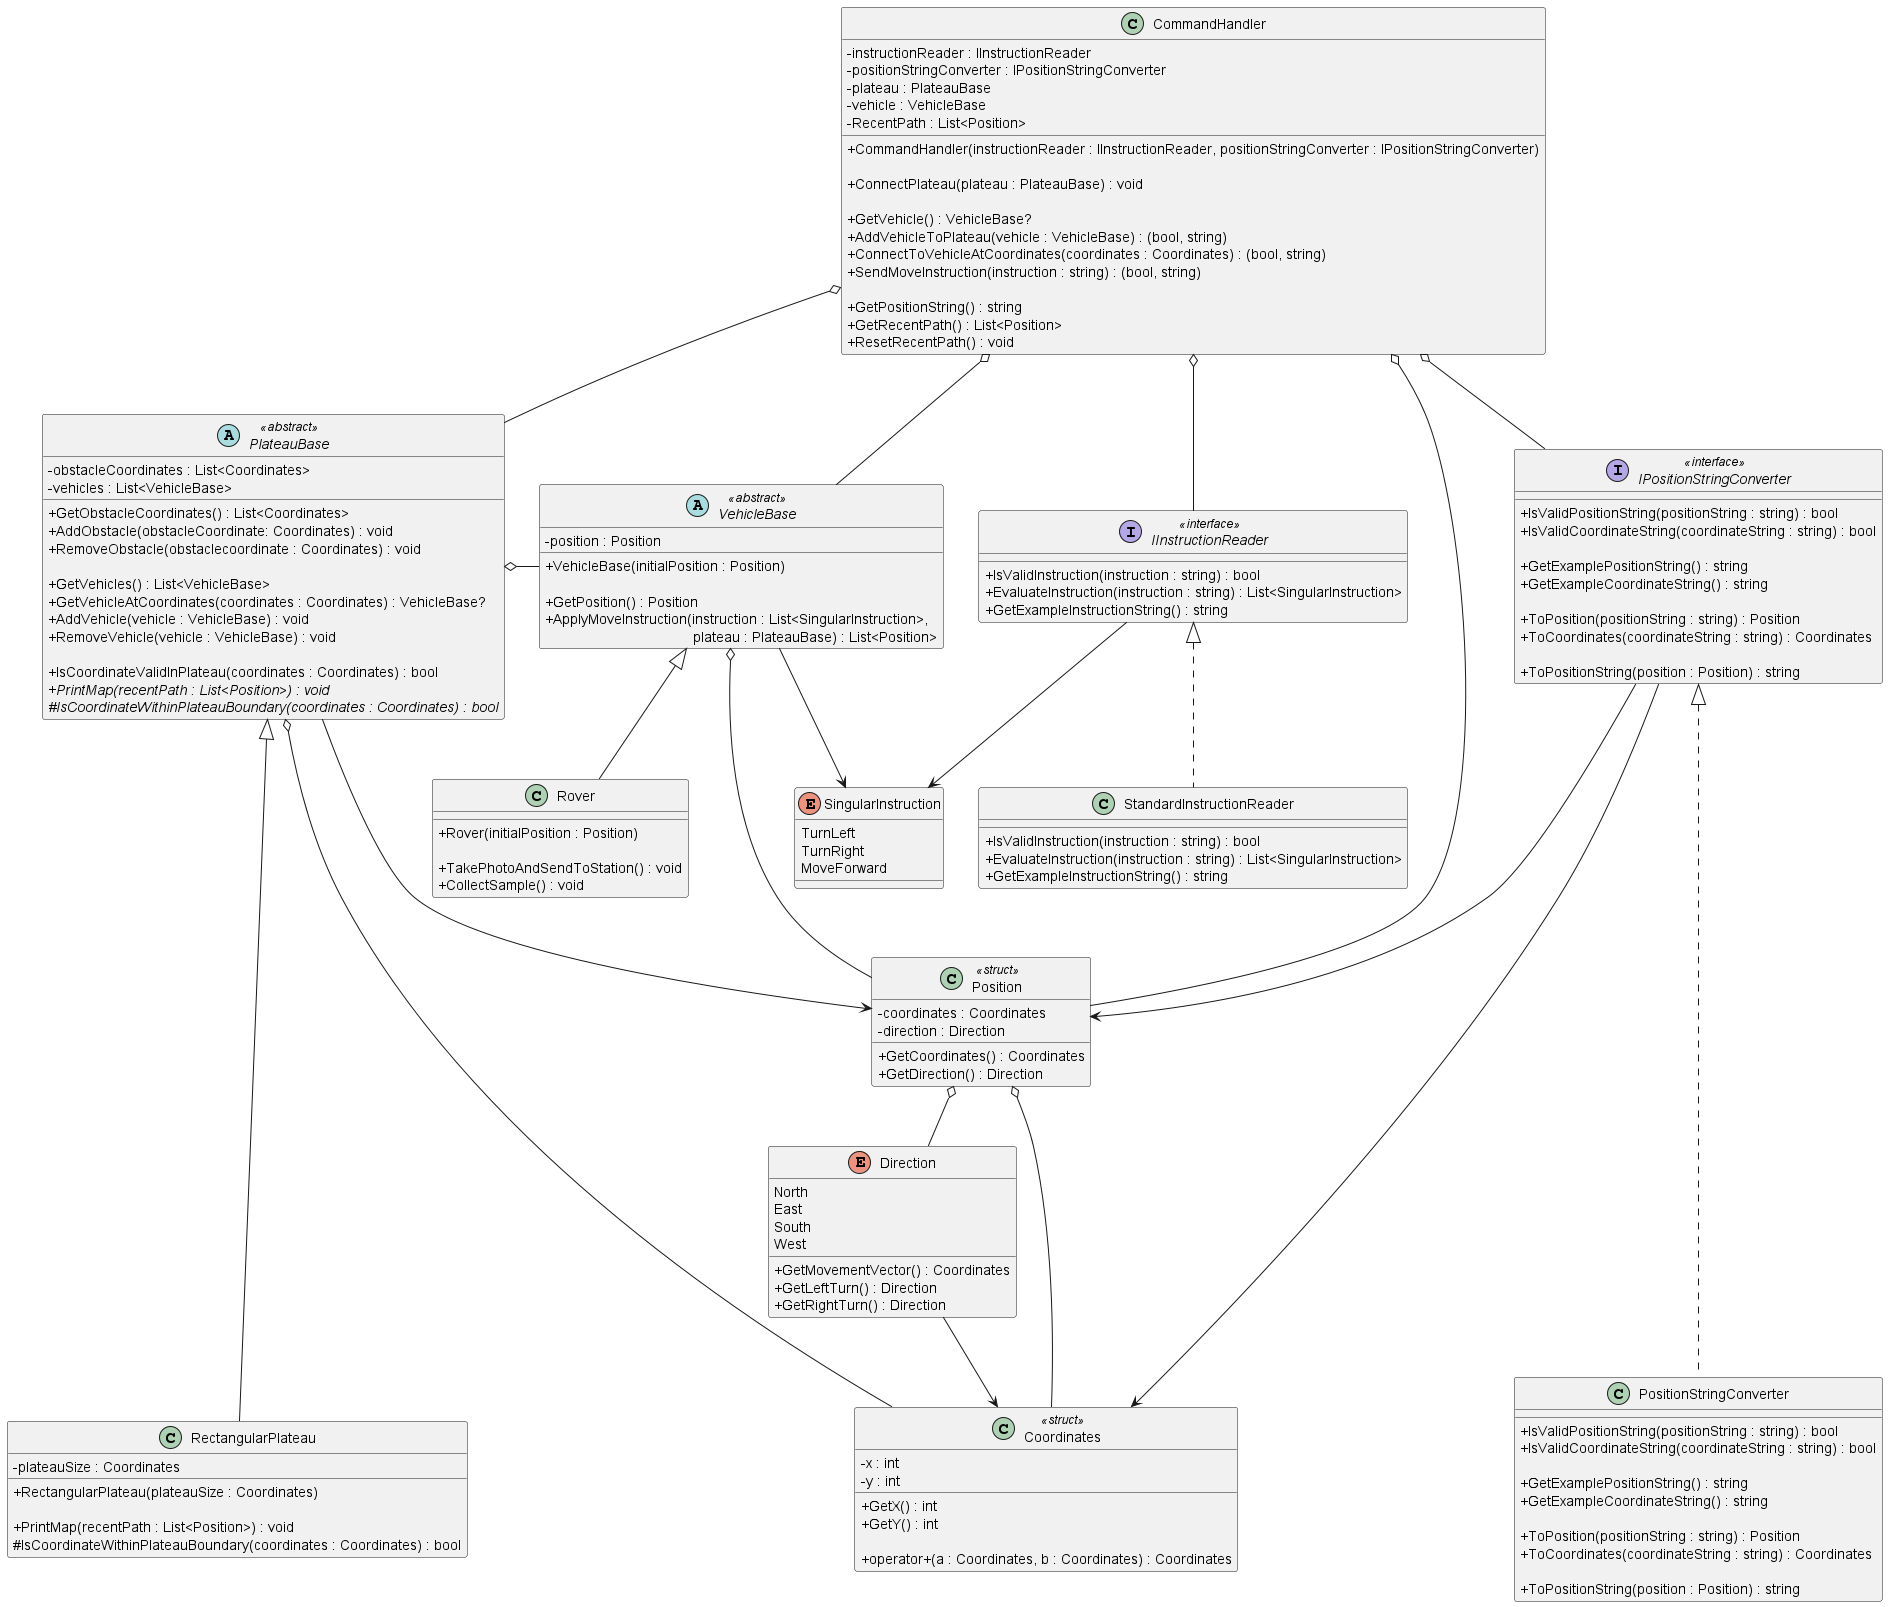 C CommandHandler
-instructionReader : IInstructionReader
-positionStringConverter : IPositionStringConverter
-plateau : PlateauBase
-vehicle : VehicleBase
-RecentPath : List<Position>
+CommandHandler(instructionReader : IInstructionReader, positionStringConverter : IPositionStringConverter)
+ConnectPlateau(plateau : PlateauBase) : void
+GetVehicle() : VehicleBase?
+AddVehicleToPlateau(vehicle : VehicleBase) : (bool, string)
+ConnectToVehicleAtCoordinates(coordinates : Coordinates) : (bool, string)
+SendMoveInstruction(instruction : string) : (bool, string)
+GetPositionString() : string
+GetRecentPath() : List<Position>
+ResetRecentPath() : void
«abstract»
A PlateauBase
-obstacleCoordinates : List<Coordinates>
-vehicles : List<VehicleBase>
+GetObstacleCoordinates() : List<Coordinates>
+AddObstacle(obstacleCoordinate: Coordinates) : void
+RemoveObstacle(obstaclecoordinate : Coordinates) : void
+GetVehicles() : List<VehicleBase>
+GetVehicleAtCoordinates(coordinates : Coordinates) : VehicleBase?
+AddVehicle(vehicle : VehicleBase) : void
+RemoveVehicle(vehicle : VehicleBase) : void
+IsCoordinateValidInPlateau(coordinates : Coordinates) : bool
+PrintMap(recentPath : List<Position>) : void
#IsCoordinateWithinPlateauBoundary(coordinates : Coordinates) : bool
«abstract»
A VehicleBase
-position : Position
+VehicleBase(initialPosition : Position)
+GetPosition() : Position
+ApplyMoveInstruction(instruction : List<SingularInstruction>,
plateau : PlateauBase) : List<Position>
«interface»
I IInstructionReader
+IsValidInstruction(instruction : string) : bool
+EvaluateInstruction(instruction : string) : List<SingularInstruction>
+GetExampleInstructionString() : string
«interface»
I IPositionStringConverter
+IsValidPositionString(positionString : string) : bool
+IsValidCoordinateString(coordinateString : string) : bool
+GetExamplePositionString() : string
+GetExampleCoordinateString() : string
+ToPosition(positionString : string) : Position
+ToCoordinates(coordinateString : string) : Coordinates
+ToPositionString(position : Position) : string
C Rover
+Rover(initialPosition : Position)
+TakePhotoAndSendToStation() : void
+CollectSample() : void
E SingularInstruction
TurnLeft
TurnRight
MoveForward
C StandardInstructionReader
+IsValidInstruction(instruction : string) : bool
+EvaluateInstruction(instruction : string) : List<SingularInstruction>
+GetExampleInstructionString() : string
«struct»
C Position
-coordinates : Coordinates
-direction : Direction
+GetCoordinates() : Coordinates
+GetDirection() : Direction
E Direction
North
East
South
West
+GetMovementVector() : Coordinates
+GetLeftTurn() : Direction
+GetRightTurn() : Direction
C RectangularPlateau
-plateauSize : Coordinates
+RectangularPlateau(plateauSize : Coordinates)
+PrintMap(recentPath : List<Position>) : void
#IsCoordinateWithinPlateauBoundary(coordinates : Coordinates) : bool
«struct»
C Coordinates
-x : int
-y : int
+GetX() : int
+GetY() : int
+operator+(a : Coordinates, b : Coordinates) : Coordinates
C PositionStringConverter
+IsValidPositionString(positionString : string) : bool
+IsValidCoordinateString(coordinateString : string) : bool
+GetExamplePositionString() : string
+GetExampleCoordinateString() : string
+ToPosition(positionString : string) : Position
+ToCoordinates(coordinateString : string) : Coordinates
+ToPositionString(position : Position) : string